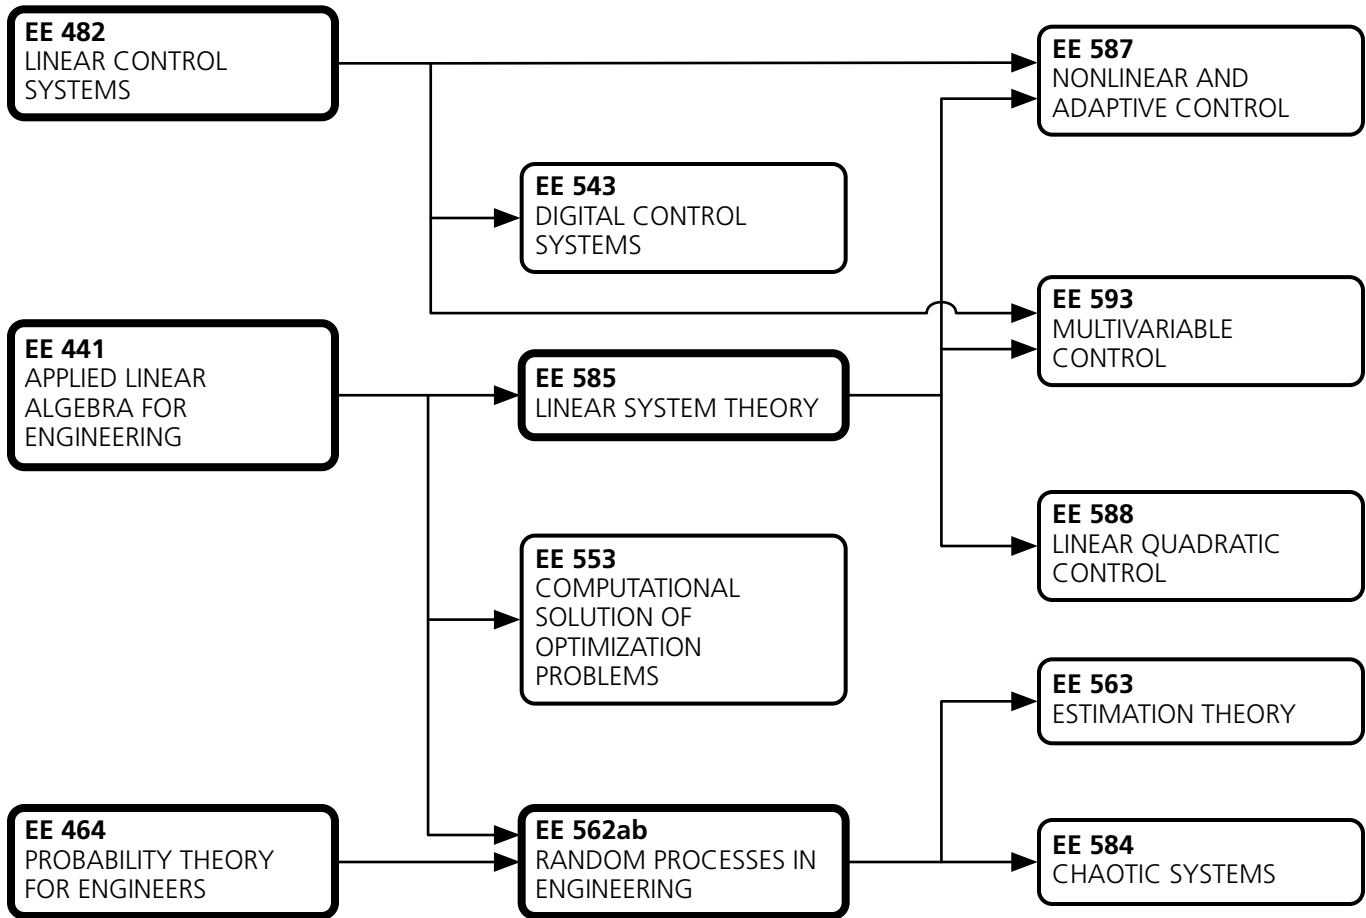 EE 482
LINEAR CONTROL
SYSTEMS
EE 587
NONLINEAR AND
ADAPTIVE CONTROL
EE 543
DIGITAL CONTROL
SYSTEMS
EE 593
MULTIVARIABLE
CONTROL
EE 441
APPLIED LINEAR
ALGEBRA FOR
ENGINEERING
EE 585
LINEAR SYSTEM THEORY
EE 588
LINEAR QUADRATIC
CONTROL
EE 553
COMPUTATIONAL
SOLUTION OF
OPTIMIZATION
PROBLEMS
EE 563
ESTIMATION THEORY
EE 464
PROBABILITY THEORY
FOR ENGINEERS
EE 562ab
RANDOM PROCESSES IN
ENGINEERING
EE 584
CHAOTIC SYSTEMS